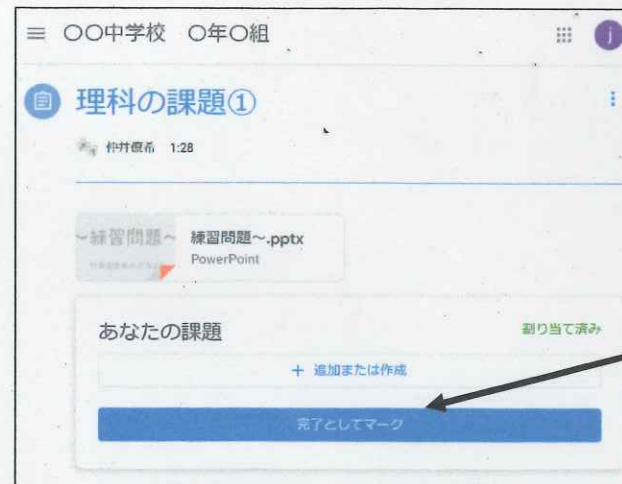 〇〇中学校 〇年〇組
j
理科の課題①
1:28
~練習問題~
練習問題~.pptx
PowerPoint
あなたの課題
割り当て済み
+ 追加または作成
完了としてマーク